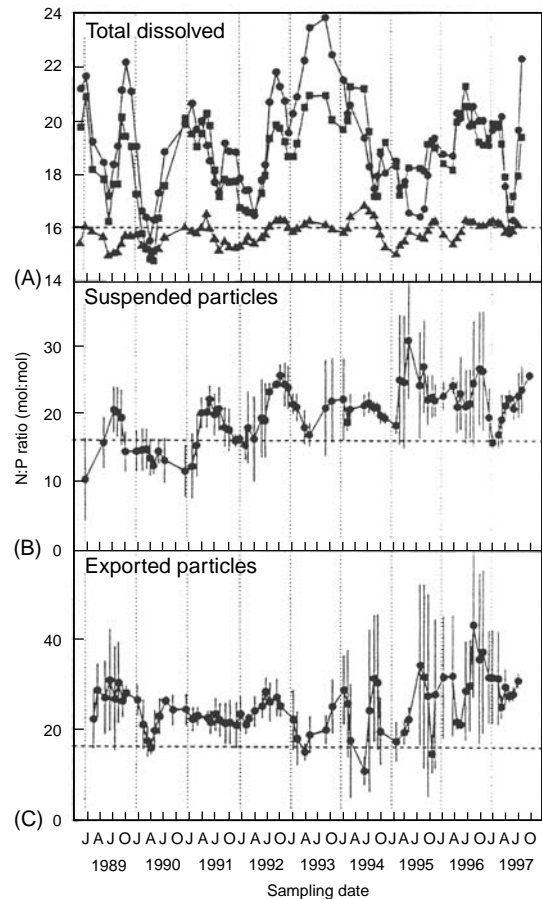 24
Total dissolved
22
20
18
16
(A)
14
Suspended particles
30
20
10
(B)
0
N:P ratio (mol:mol)
Exported particles
40
20
(C)
0
J A J O J A J O J A J O J A J O J A J O J A J O J A J O J A J O J A J O
1989 1990 1991 1992 1993 1994 1995 1996 1997
Sampling date